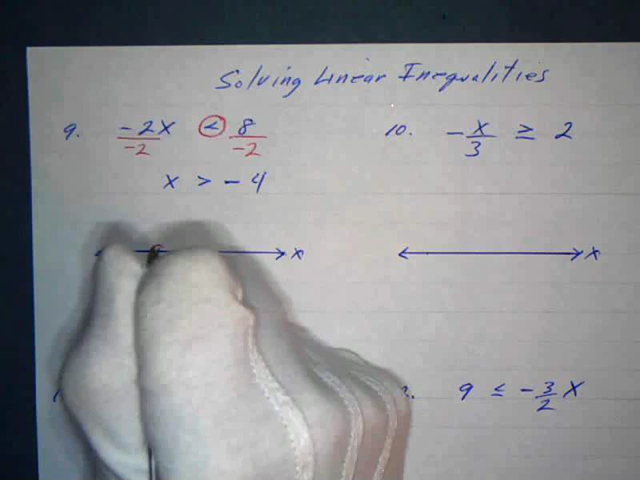 Solving Linear Inequalities
9. -2x < 8
-2 -2
x > -4
x
10. -x/3 ≥ 2
x
9 ≤ -3/2 x